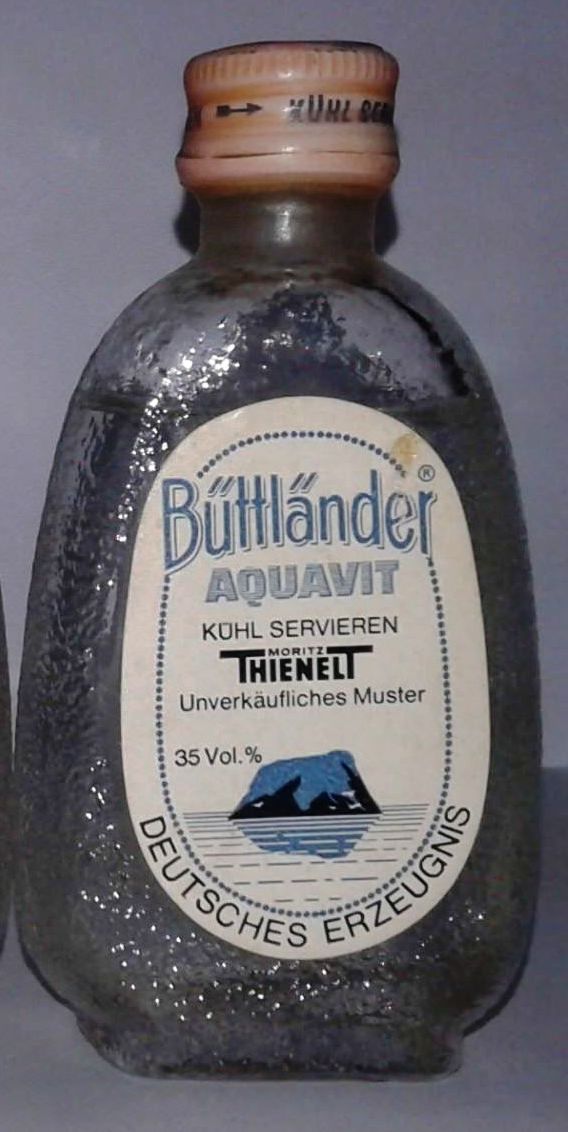 KÜHL
Büttländer®
AQUAVIT
KÜHL SERVIEREN
MORITZ
THIENELT
Unverkäufliches Muster
35 Vol.%
DEUTSCHES ERZEUGNIS